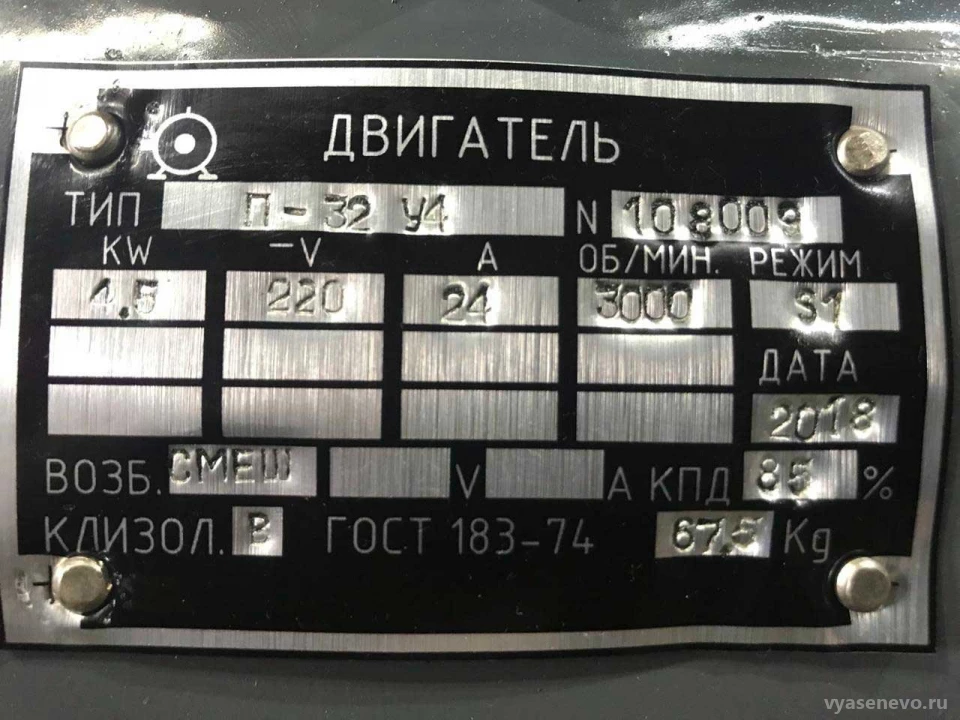 ДВИГАТЕЛЬ
ТИП П-32 У4 N 108009
KW –V A ОБ/МИН. РЕЖИМ
4.5 220 24 3000 S1
ДАТА
2018
ВОЗБ. СМЕШ V А КПД 85 %
КЛ.ИЗОЛ. В ГОСТ 183-74 67.5 Kg
vyasenevo.ru